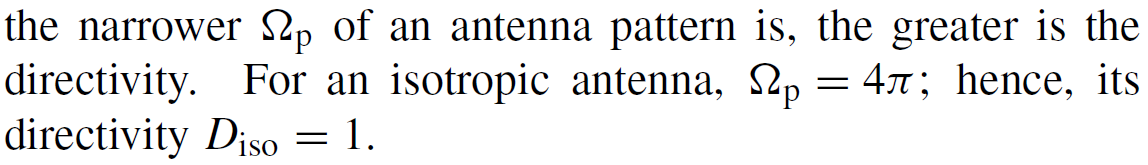 the narrower Ωp of an antenna pattern is, the greater is the
directivity. For an isotropic antenna, Ωp = 4π; hence, its
directivity Diso = 1.